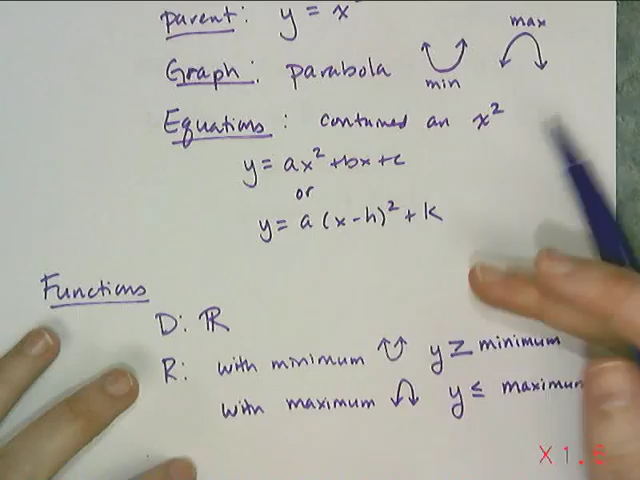 parent: y = x
max
Graph: parabola
min
Equations: contained an x²
y = ax² + bx + c
or
y = a (x - h)² + k
Functions
D: ℝ
R: with minimum y ≥ minimum
with maximum y ≤ maximum
X1.